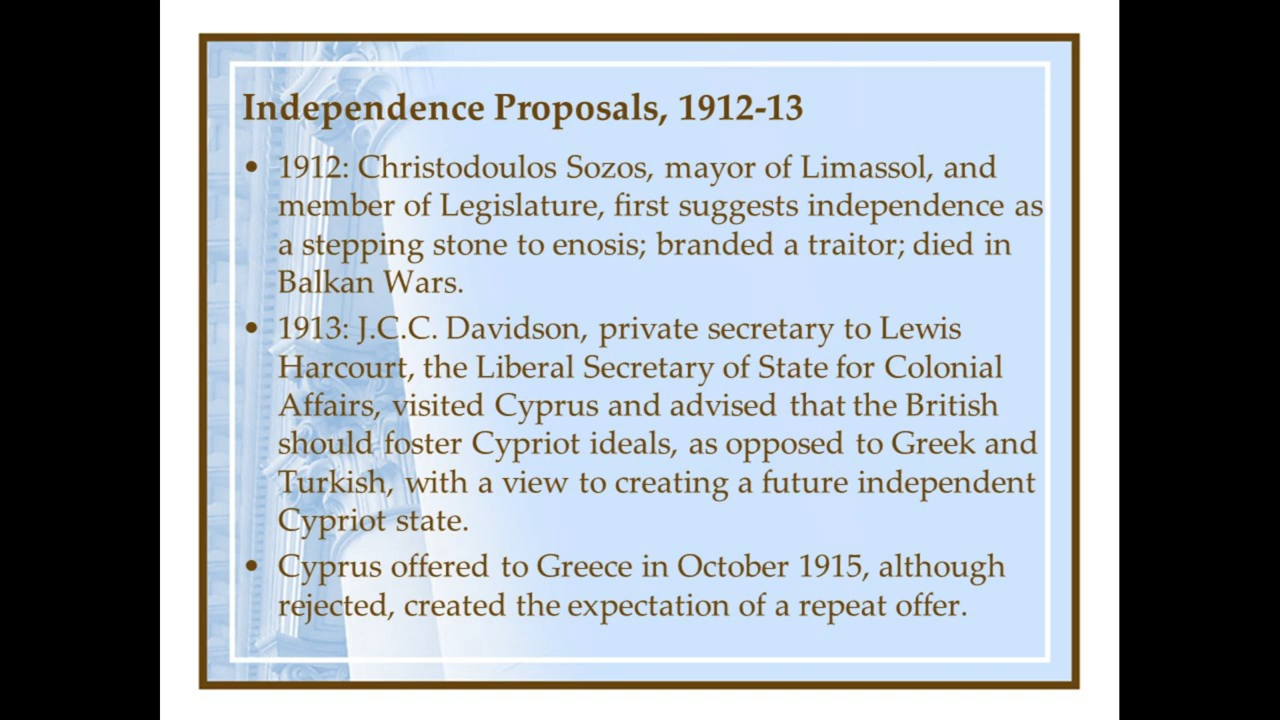 Independence Proposals, 1912-13
• 1912: Christodoulos Sozos, mayor of Limassol, and
member of Legislature, first suggests independence as
a stepping stone to enosis; branded a traitor; died in
Balkan Wars.
• 1913: J.C.C. Davidson, private secretary to Lewis
Harcourt, the Liberal Secretary of State for Colonial
Affairs, visited Cyprus and advised that the British
should foster Cypriot ideals, as opposed to Greek and
Turkish, with a view to creating a future independent
Cypriot state.
• Cyprus offered to Greece in October 1915, although
rejected, created the expectation of a repeat offer.